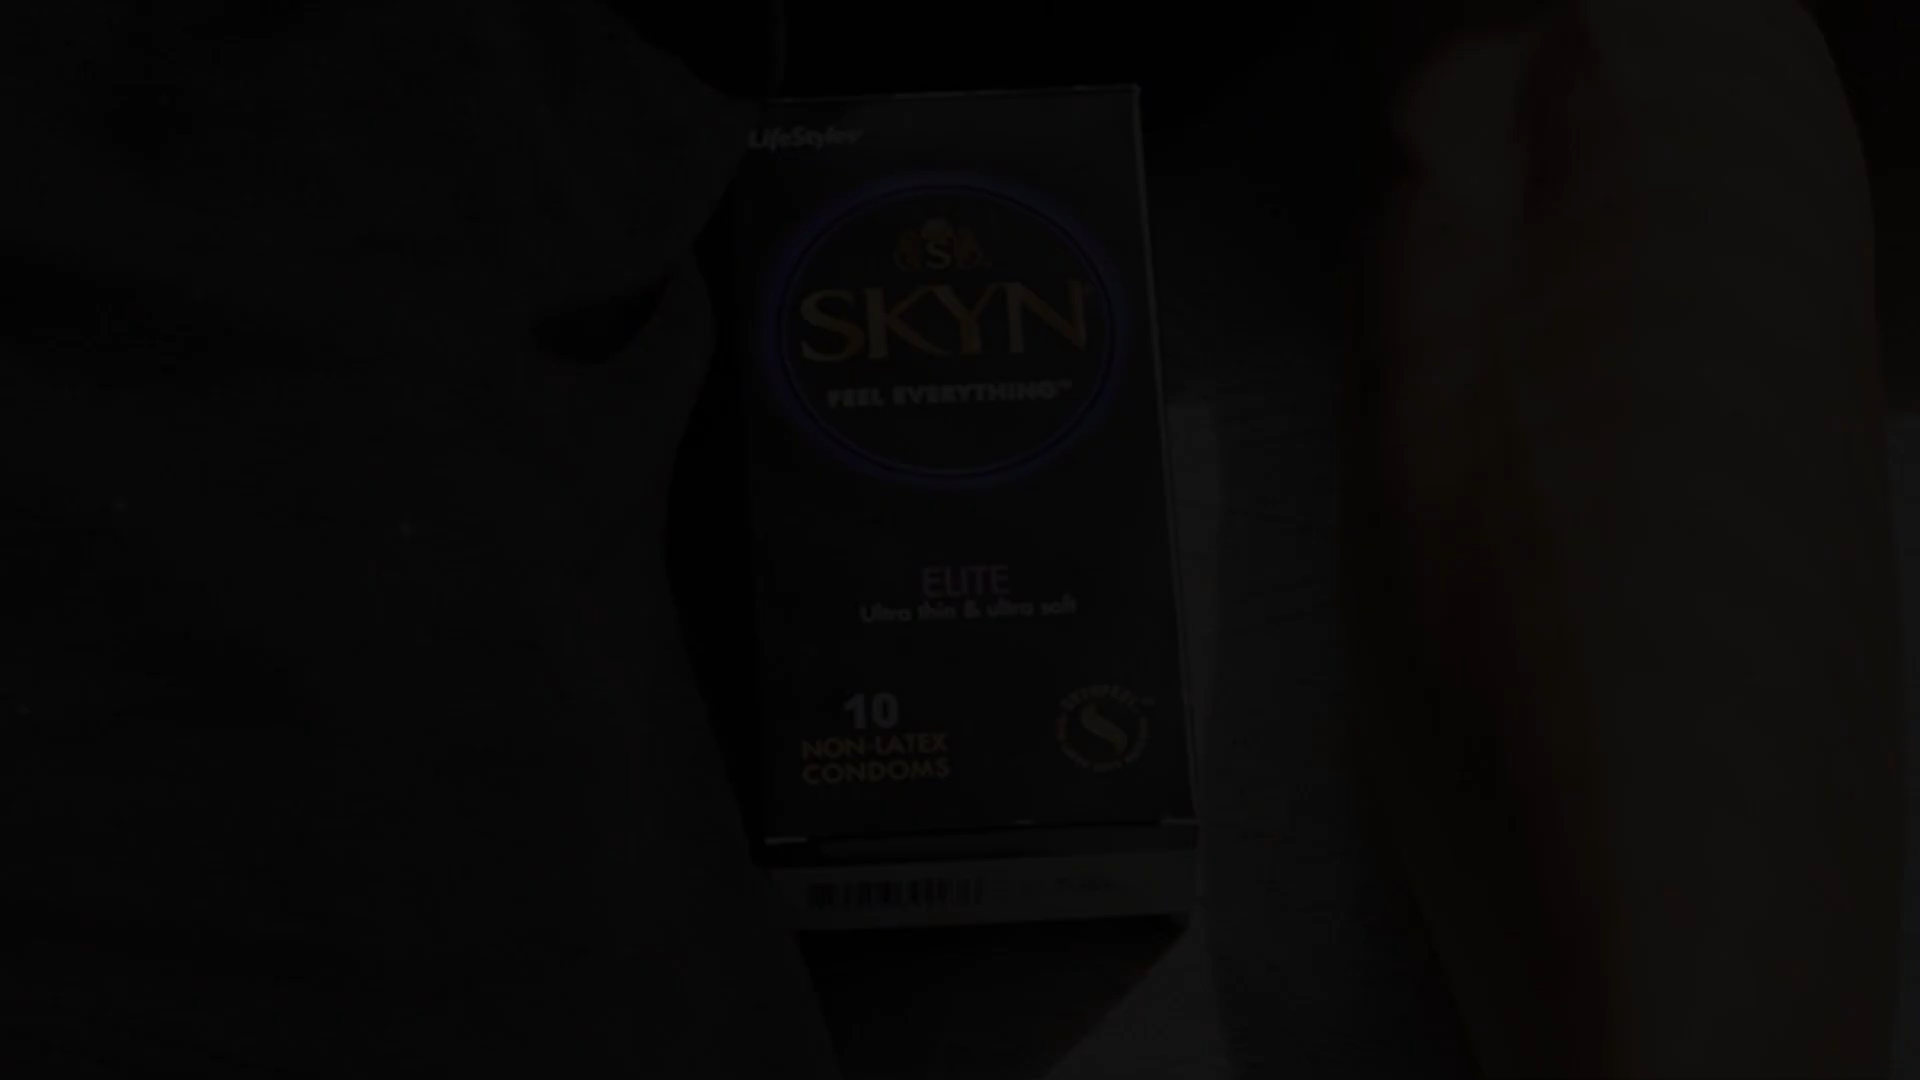 LifeStyles
S
SKYN
FEEL EVERYTHING™
ELITE
Ultra thin & ultra soft
10
NON-LATEX
CONDOMS